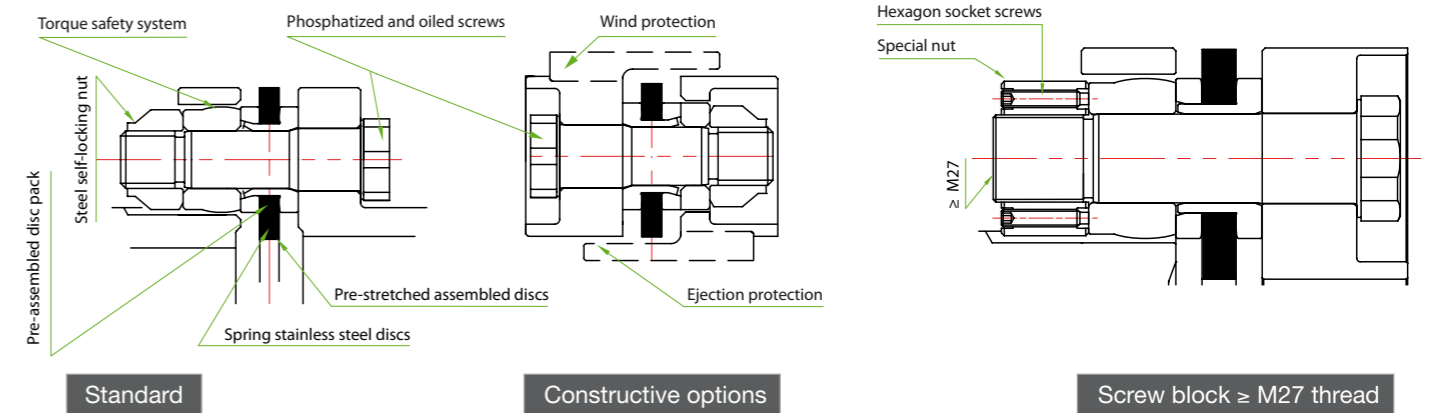 Torque safety system
Phosphatized and oiled screws
Steel self-locking nut
Pre-assembled disc pack
Pre-stretched assembled discs
Spring stainless steel discs
Standard
Wind protection
Ejection protection
Constructive options
Hexagon socket screws
Special nut
≥ M27
Screw block ≥ M27 thread